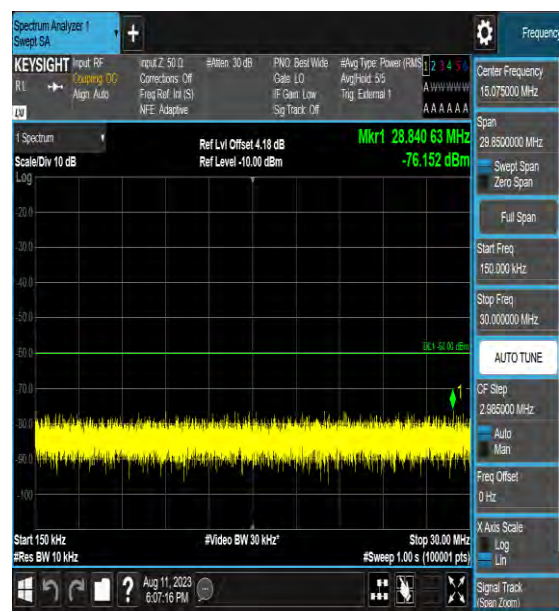 Spectrum Analyzer 1
Swept SA
Frequency
KEYSIGHT Input: RF
Coupling: DC
Align: Auto
Input Z: 50 Ω
Corrections: Off
Freq Ref: Int (S)
NFE: Adaptive
#Atten: 30 dB
PNO: Best Wide
Gate: LO
IF Gain: Low
Sig Track: Off
#Avg Type: Power (RMS)
Avg|Hold: 5/5
Trig: External 1
1 2 3 4 5 6
A W W W W W
A A A A A A
LXI
1 Spectrum
Scale/Div 10 dB
Log
Ref Lvl Offset 4.18 dB
Ref Level -10.00 dBm
Mkr1 28.840 63 MHz
-76.152 dBm
-20.0
-30.0
-40.0
-50.0
DL1 -60.00 dBm
-60.0
-70.0
1
-80.0
-90.0
-100
Start 150 kHz
#Res BW 10 kHz
#Video BW 30 kHz*
Stop 30.00 MHz
#Sweep 1.00 s (100001 pts)
Aug 11, 2023
6:07:16 PM
Center Frequency
15.075000 MHz
Span
29.8500000 MHz
Swept Span
Zero Span
Full Span
Start Freq
150.000 kHz
Stop Freq
30.000000 MHz
AUTO TUNE
CF Step
2.985000 MHz
Auto
Man
Freq Offset
0 Hz
X Axis Scale
Log
Lin
Signal Track
(Span Zoom)